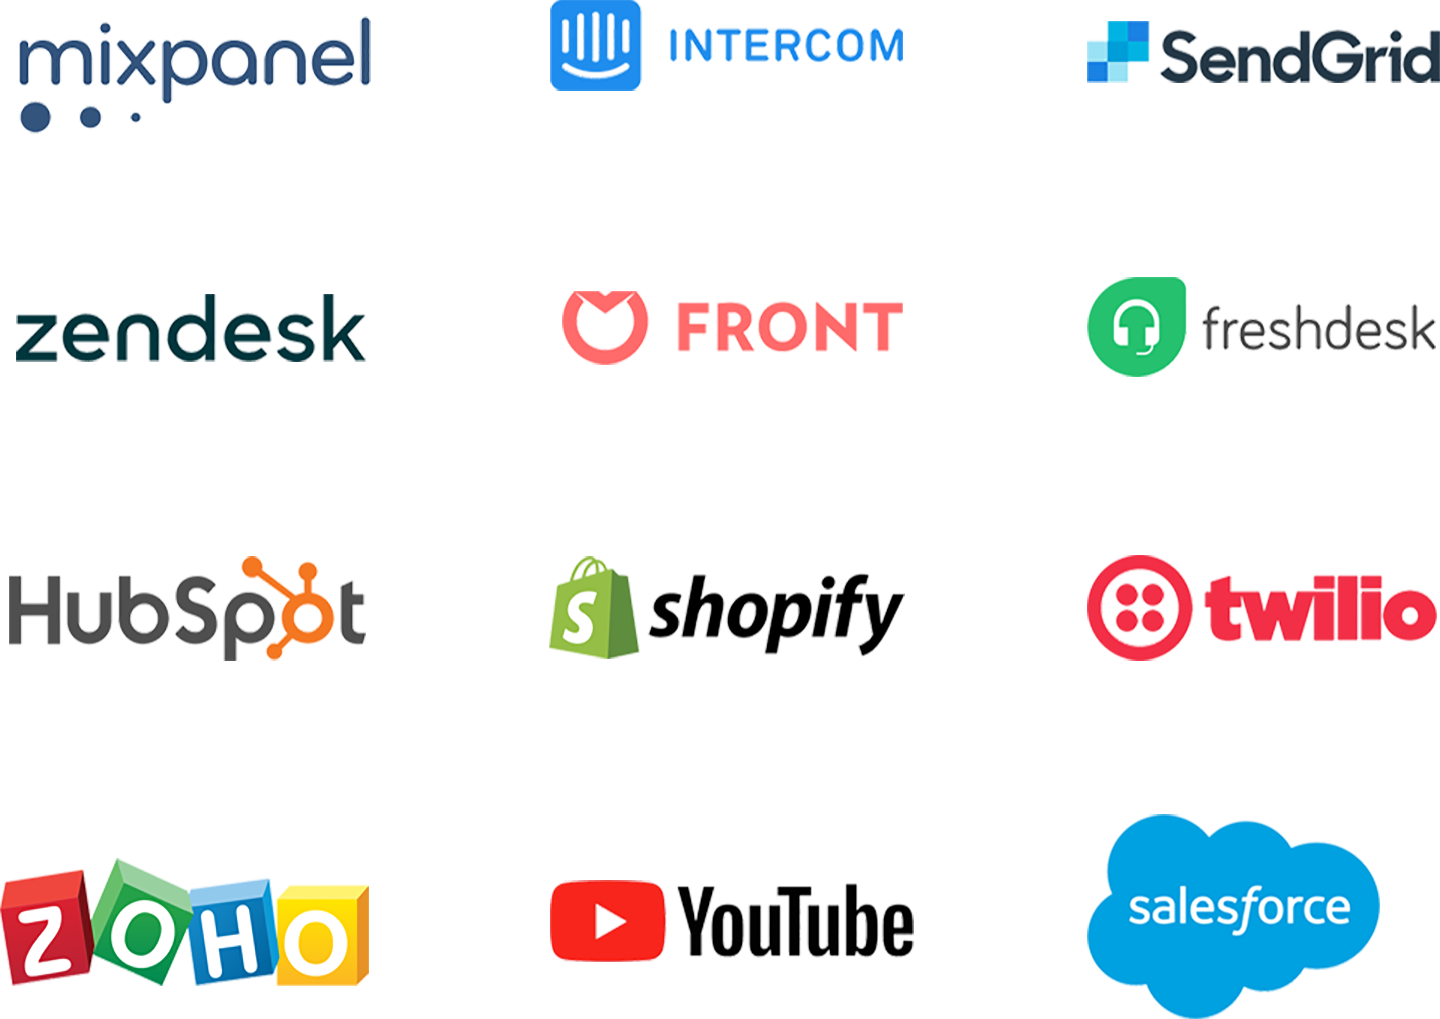 mixpanel
INTERCOM
SendGrid
zendesk
FRONT
freshdesk
HubSpot
S shopify
twilio
ZOHO
YouTube
salesforce